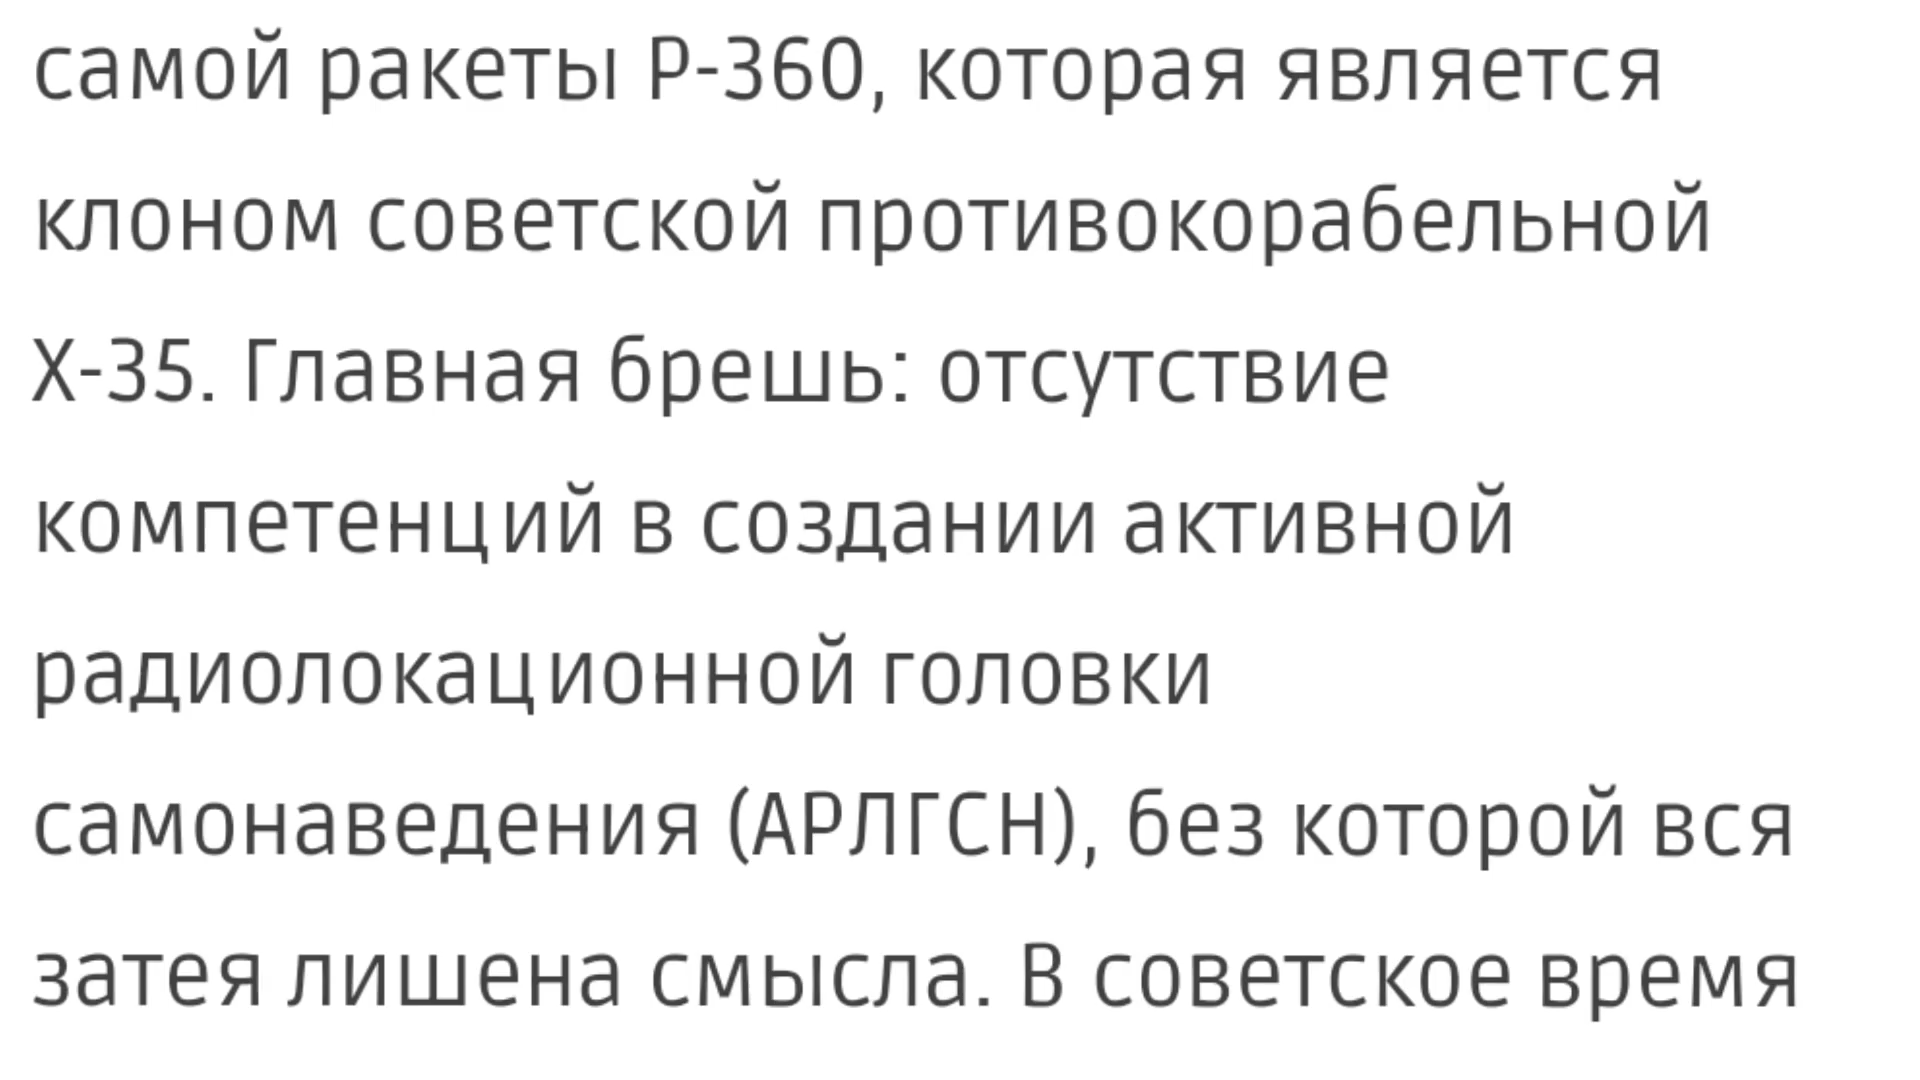 самой ракеты Р-360, которая является
клоном советской противокорабельной
Х-35. Главная брешь: отсутствие
компетенций в создании активной
радиолокационной головки
самонаведения (АРЛГСН), без которой вся
затея лишена смысла. В советское время